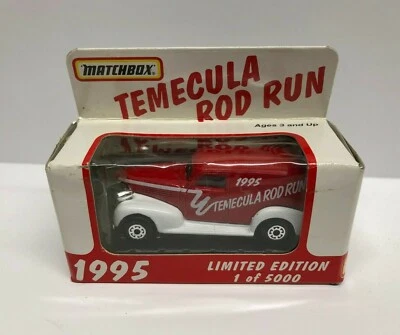 MATCHBOX
TEMECULA
ROD RUN
Ages 3 and Up
1995
TEMECULA ROD RUN
1995
LIMITED EDITION
1 of 5000